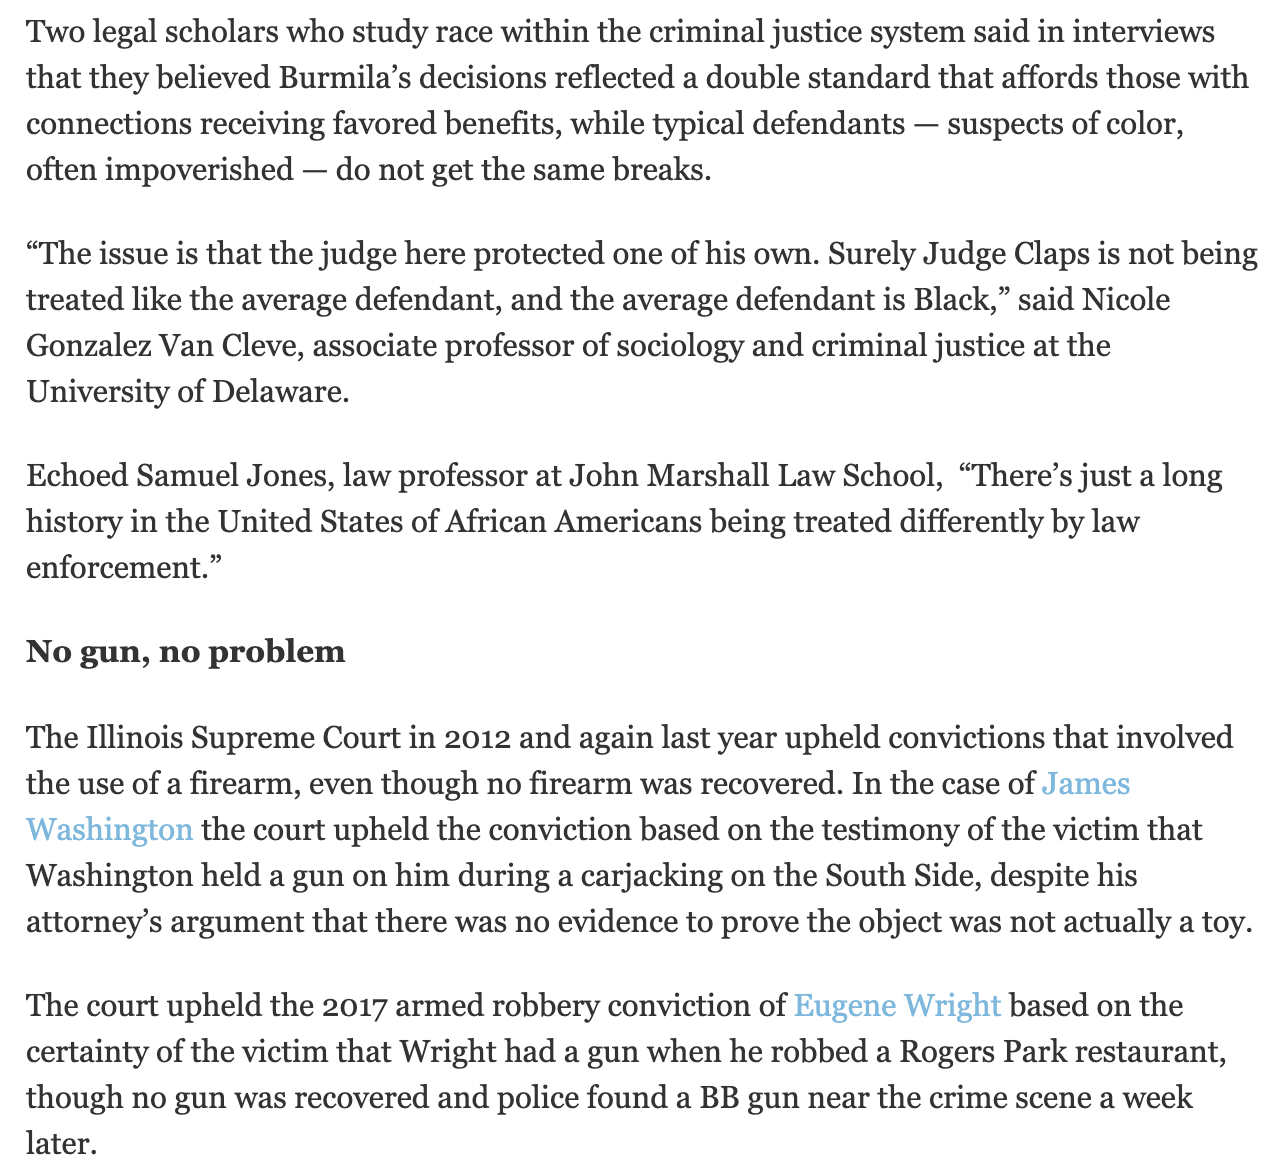 Two legal scholars who study race within the criminal justice system said in interviews
that they believed Burmila’s decisions reflected a double standard that affords those with
connections receiving favored benefits, while typical defendants — suspects of color,
often impoverished — do not get the same breaks.
“The issue is that the judge here protected one of his own. Surely Judge Claps is not being
treated like the average defendant, and the average defendant is Black,” said Nicole
Gonzalez Van Cleve, associate professor of sociology and criminal justice at the
University of Delaware.
Echoed Samuel Jones, law professor at John Marshall Law School,  “There’s just a long
history in the United States of African Americans being treated differently by law
enforcement.”
No gun, no problem
The Illinois Supreme Court in 2012 and again last year upheld convictions that involved
the use of a firearm, even though no firearm was recovered. In the case of James
Washington the court upheld the conviction based on the testimony of the victim that
Washington held a gun on him during a carjacking on the South Side, despite his
attorney’s argument that there was no evidence to prove the object was not actually a toy.
The court upheld the 2017 armed robbery conviction of Eugene Wright based on the
certainty of the victim that Wright had a gun when he robbed a Rogers Park restaurant,
though no gun was recovered and police found a BB gun near the crime scene a week
later.